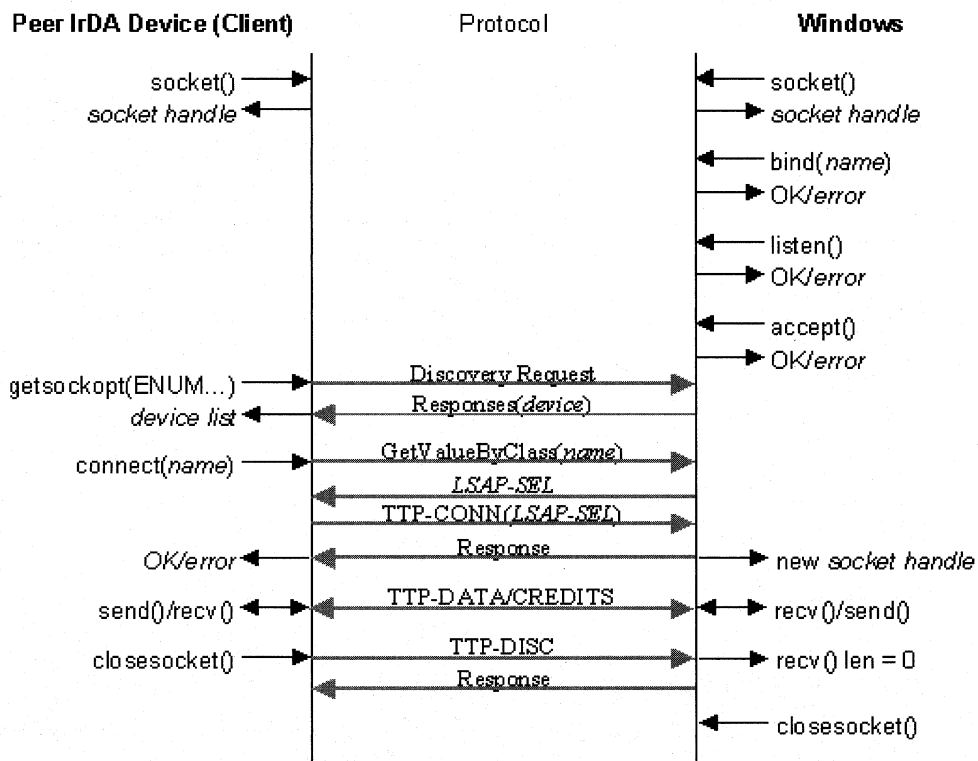 Peer IrDA Device (Client) Protocol Windows
socket() socket()
socket handle socket handle
bind(name)
OK/error
listen()
OK/error
accept()
OK/error
getsockopt(ENUM...) Discovery Request
device list Responses(device)
connect(name) GetValueByClass(name)
LSAP-SEL
TTP-CONN(LSAP-SEL)
OK/error Response new socket handle
send()/recv() TTP-DATA/CREDITS recv()/send()
closesocket() TTP-DISC recv() len = 0
Response
closesocket()